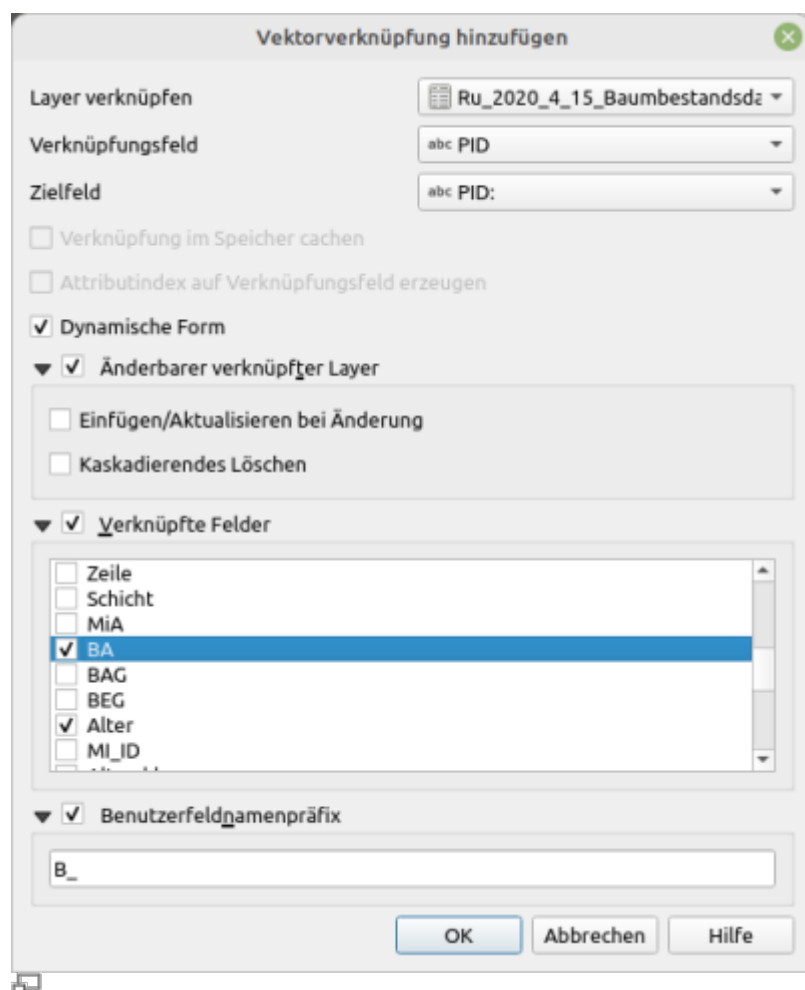 Vektorverknüpfung hinzufügen
Layer verknüpfen
Ru_2020_4_15_Baumbestandsda
Verknüpfungsfeld
abc PID
Zielfeld
abc PID:
Verknüpfung im Speicher cachen
Attributindex auf Verknüpfungsfeld erzeugen
Dynamische Form
Änderbarer verknüpfter Layer
Einfügen/Aktualisieren bei Änderung
Kaskadierendes Löschen
Verknüpfte Felder
Zeile
Schicht
MiA
BA
BAG
BEG
Alter
MI_ID
Benutzerfeldnamenpräfix
B_
OK
Abbrechen
Hilfe